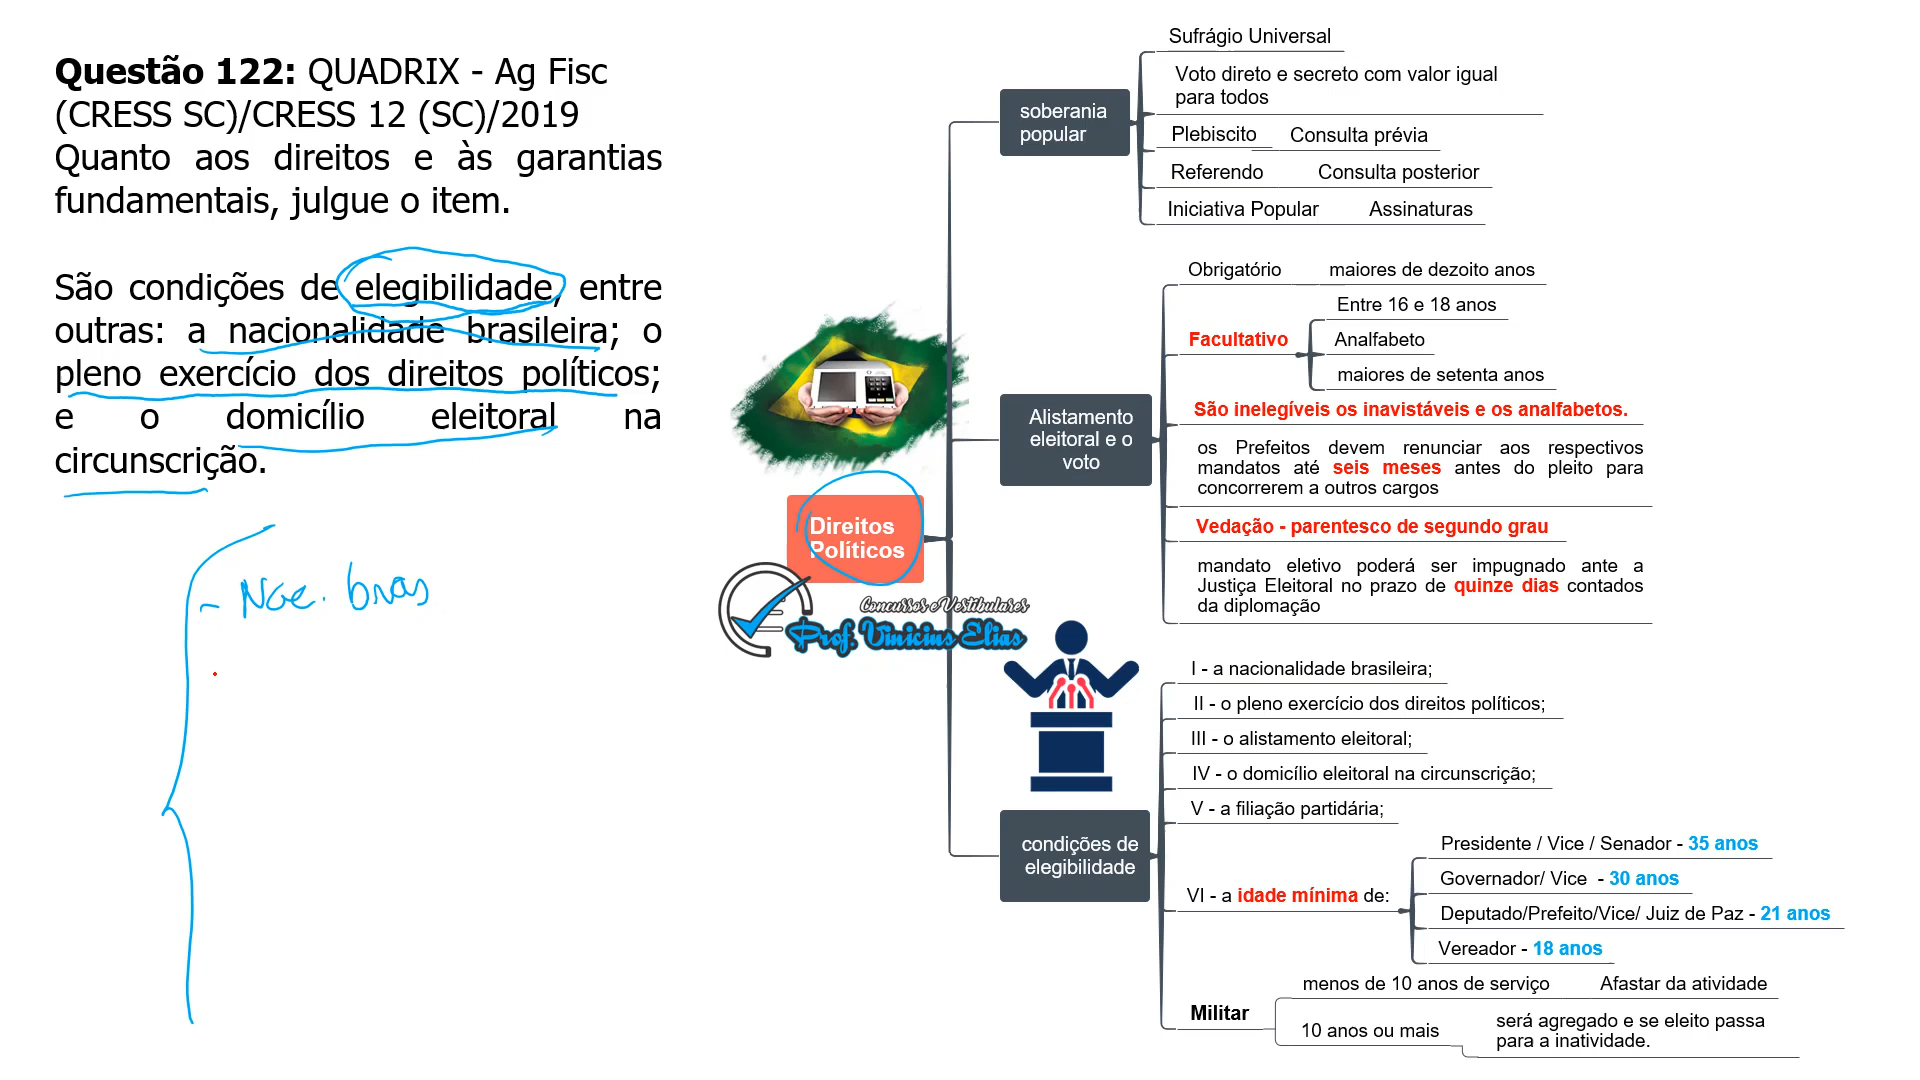 Questão 122: QUADRIX - Ag Fisc
(CRESS SC)/CRESS 12 (SC)/2019
Quanto aos direitos e às garantias
fundamentais, julgue o item.
São condições de elegibilidade, entre
outras: a nacionalidade brasileira; o
pleno exercício dos direitos políticos;
e o domicílio eleitoral na
circunscrição.
- Nac. bras
Direitos
Políticos
Concursos e Vestibulares
Prof. Vinicius Elias
soberania
popular
Sufrágio Universal
Voto direto e secreto com valor igual
para todos
Plebiscito Consulta prévia
Referendo Consulta posterior
Iniciativa Popular Assinaturas
Alistamento
eleitoral e o
voto
Obrigatório maiores de dezoito anos
Facultativo
Entre 16 e 18 anos
Analfabeto
maiores de setenta anos
São inelegíveis os inavistáveis e os analfabetos.
os Prefeitos devem renunciar aos respectivos
mandatos até seis meses antes do pleito para
concorrerem a outros cargos
Vedação - parentesco de segundo grau
mandato eletivo poderá ser impugnado ante a
Justiça Eleitoral no prazo de quinze dias contados
da diplomação
condições de
elegibilidade
I - a nacionalidade brasileira;
II - o pleno exercício dos direitos políticos;
III - o alistamento eleitoral;
IV - o domicílio eleitoral na circunscrição;
V - a filiação partidária;
VI - a idade mínima de:
Presidente / Vice / Senador - 35 anos
Governador/ Vice - 30 anos
Deputado/Prefeito/Vice/ Juiz de Paz - 21 anos
Vereador - 18 anos
Militar
menos de 10 anos de serviço Afastar da atividade
10 anos ou mais
será agregado e se eleito passa
para a inatividade.